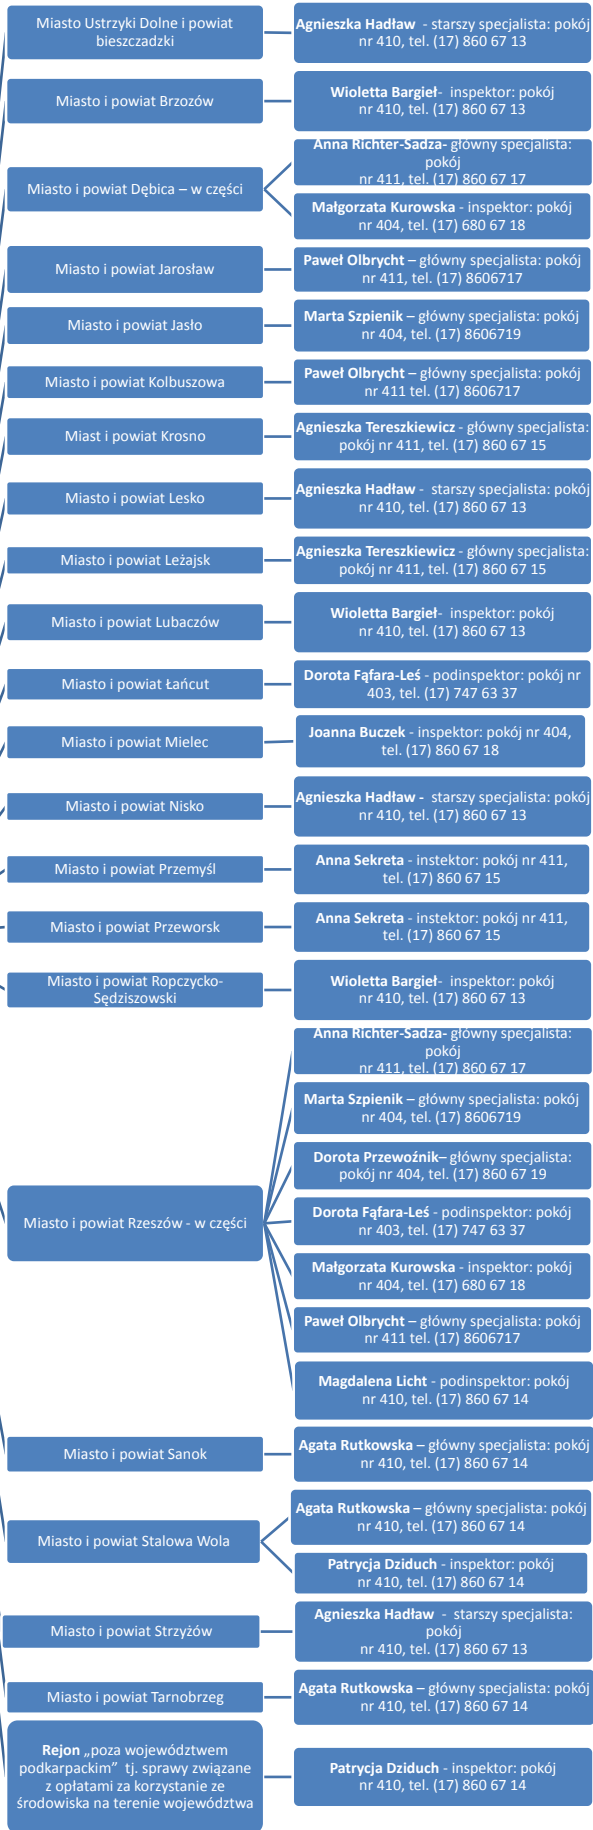 Miasto Ustrzyki Dolne i powiat
bieszczadzki
Agnieszka Hadław - starszy specjalista: pokój
nr 410, tel. (17) 860 67 13
Miasto i powiat Brzozów
Wioletta Bargieł- inspektor: pokój
nr 410, tel. (17) 860 67 13
Miasto i powiat Dębica – w części
Anna Richter-Sadza- główny specjalista:
pokój
nr 411, tel. (17) 860 67 17
Małgorzata Kurowska - inspektor: pokój
nr 404, tel. (17) 680 67 18
Miasto i powiat Jarosław
Paweł Olbrycht – główny specjalista: pokój
nr 411, tel. (17) 8606717
Miasto i powiat Jasło
Marta Szpienik – główny specjalista: pokój
nr 404, tel. (17) 8606719
Miasto i powiat Kolbuszowa
Paweł Olbrycht – główny specjalista: pokój
nr 411 tel. (17) 8606717
Miast i powiat Krosno
Agnieszka Tereszkiewicz - główny specjalista:
pokój nr 411, tel. (17) 860 67 15
Miasto i powiat Lesko
Agnieszka Hadław - starszy specjalista: pokój
nr 410, tel. (17) 860 67 13
Miasto i powiat Leżajsk
Agnieszka Tereszkiewicz - główny specjalista:
pokój nr 411, tel. (17) 860 67 15
Miasto i powiat Lubaczów
Wioletta Bargieł- inspektor: pokój
nr 410, tel. (17) 860 67 13
Miasto i powiat Łańcut
Dorota Fąfara-Leś - podinspektor: pokój nr
403, tel. (17) 747 63 37
Miasto i powiat Mielec
Joanna Buczek - inspektor: pokój nr 404,
tel. (17) 860 67 18
Miasto i powiat Nisko
Agnieszka Hadław - starszy specjalista: pokój
nr 410, tel. (17) 860 67 13
Miasto i powiat Przemyśl
Anna Sekreta - instektor: pokój nr 411,
tel. (17) 860 67 15
Miasto i powiat Przeworsk
Anna Sekreta - instektor: pokój nr 411,
tel. (17) 860 67 15
Miasto i powiat Ropczycko-
Sędziszowski
Wioletta Bargieł- inspektor: pokój
nr 410, tel. (17) 860 67 13
Miasto i powiat Rzeszów - w części
Anna Richter-Sadza- główny specjalista:
pokój
nr 411, tel. (17) 860 67 17
Marta Szpienik – główny specjalista: pokój
nr 404, tel. (17) 8606719
Dorota Przewoźnik– główny specjalista:
pokój nr 404, tel. (17) 860 67 19
Dorota Fąfara-Leś - podinspektor: pokój
nr 403, tel. (17) 747 63 37
Małgorzata Kurowska - inspektor: pokój
nr 404, tel. (17) 680 67 18
Paweł Olbrycht – główny specjalista: pokój
nr 411 tel. (17) 8606717
Magdalena Licht - podinspektor: pokój
nr 410, tel. (17) 860 67 14
Miasto i powiat Sanok
Agata Rutkowska – główny specjalista: pokój
nr 410, tel. (17) 860 67 14
Miasto i powiat Stalowa Wola
Agata Rutkowska – główny specjalista: pokój
nr 410, tel. (17) 860 67 14
Patrycja Dziduch - inspektor: pokój
nr 410, tel. (17) 860 67 14
Miasto i powiat Strzyżów
Agnieszka Hadław - starszy specjalista:
pokój
nr 410, tel. (17) 860 67 13
Miasto i powiat Tarnobrzeg
Agata Rutkowska – główny specjalista: pokój
nr 410, tel. (17) 860 67 14
Rejon „poza województwem
podkarpackim” tj. sprawy związane
z opłatami za korzystanie ze
środowiska na terenie województwa
Patrycja Dziduch - inspektor: pokój
nr 410, tel. (17) 860 67 14